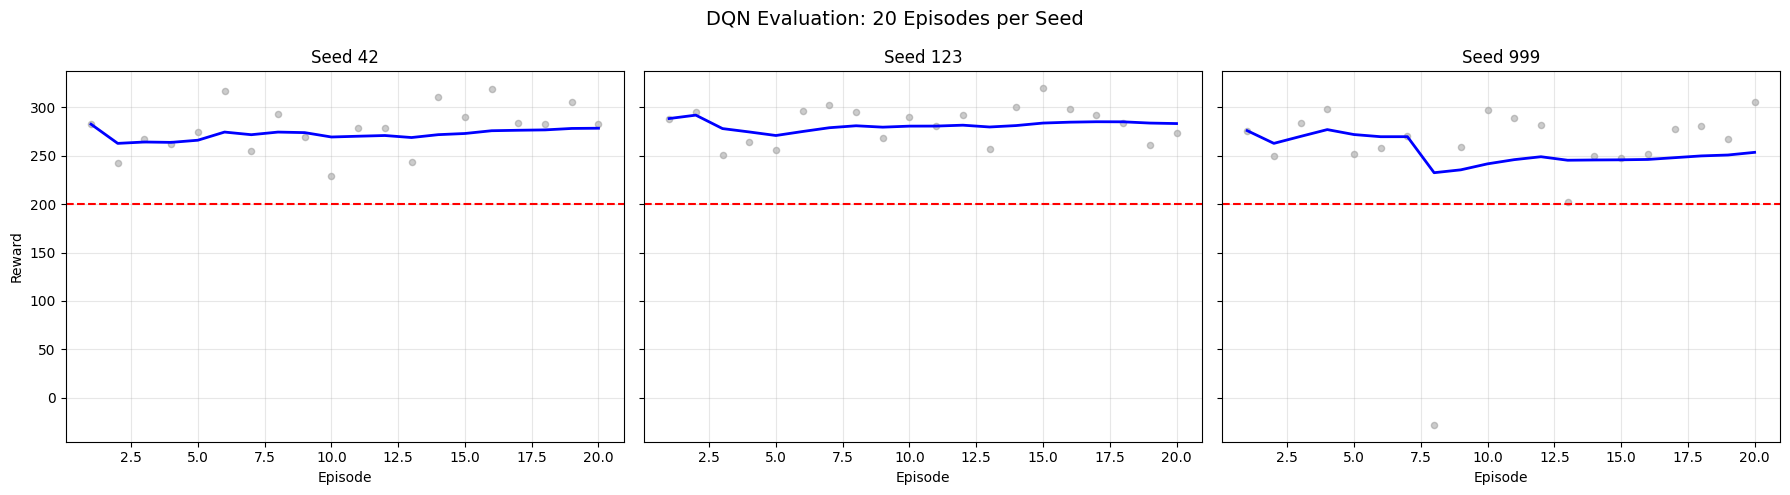 DQN Evaluation: 20 Episodes per Seed
Seed 42
Seed 123
Seed 999
Reward
300
250
200
150
100
50
0
2.5 5.0 7.5 10.0 12.5 15.0 17.5 20.0
2.5 5.0 7.5 10.0 12.5 15.0 17.5 20.0
2.5 5.0 7.5 10.0 12.5 15.0 17.5 20.0
Episode
Episode
Episode